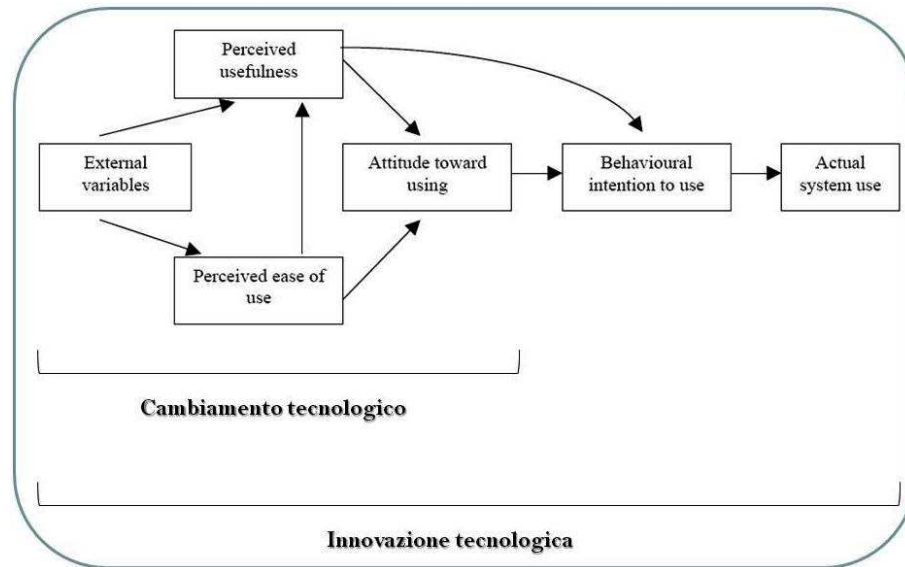 Perceived
usefulness
External
variables
Attitude toward
using
Behavioural
intention to use
Actual
system use
Perceived ease of
use
Cambiamento tecnologico
Innovazione tecnologica